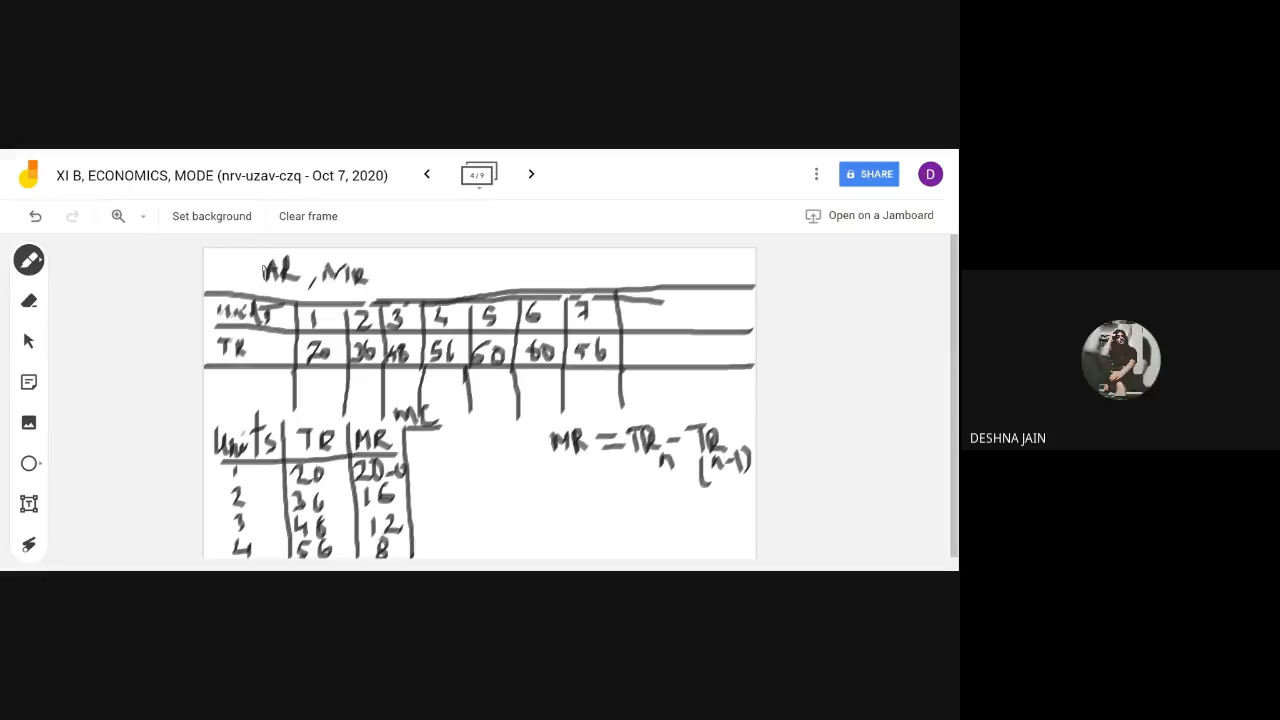 XI B, ECONOMICS, MODE (nrv-uzav-czq - Oct 7, 2020)
4 / 9
SHARE
D
Set background
Clear frame
Open on a Jamboard
AR , MR
units 1 2 3 4 5 6 7
TR 20 36 48 56 60 60 56
MC
Units TR MR
1 20 20-0
2 36 16
3 48 12
4 56 8
MR = TRn - TR(n-1)
DESHNA JAIN